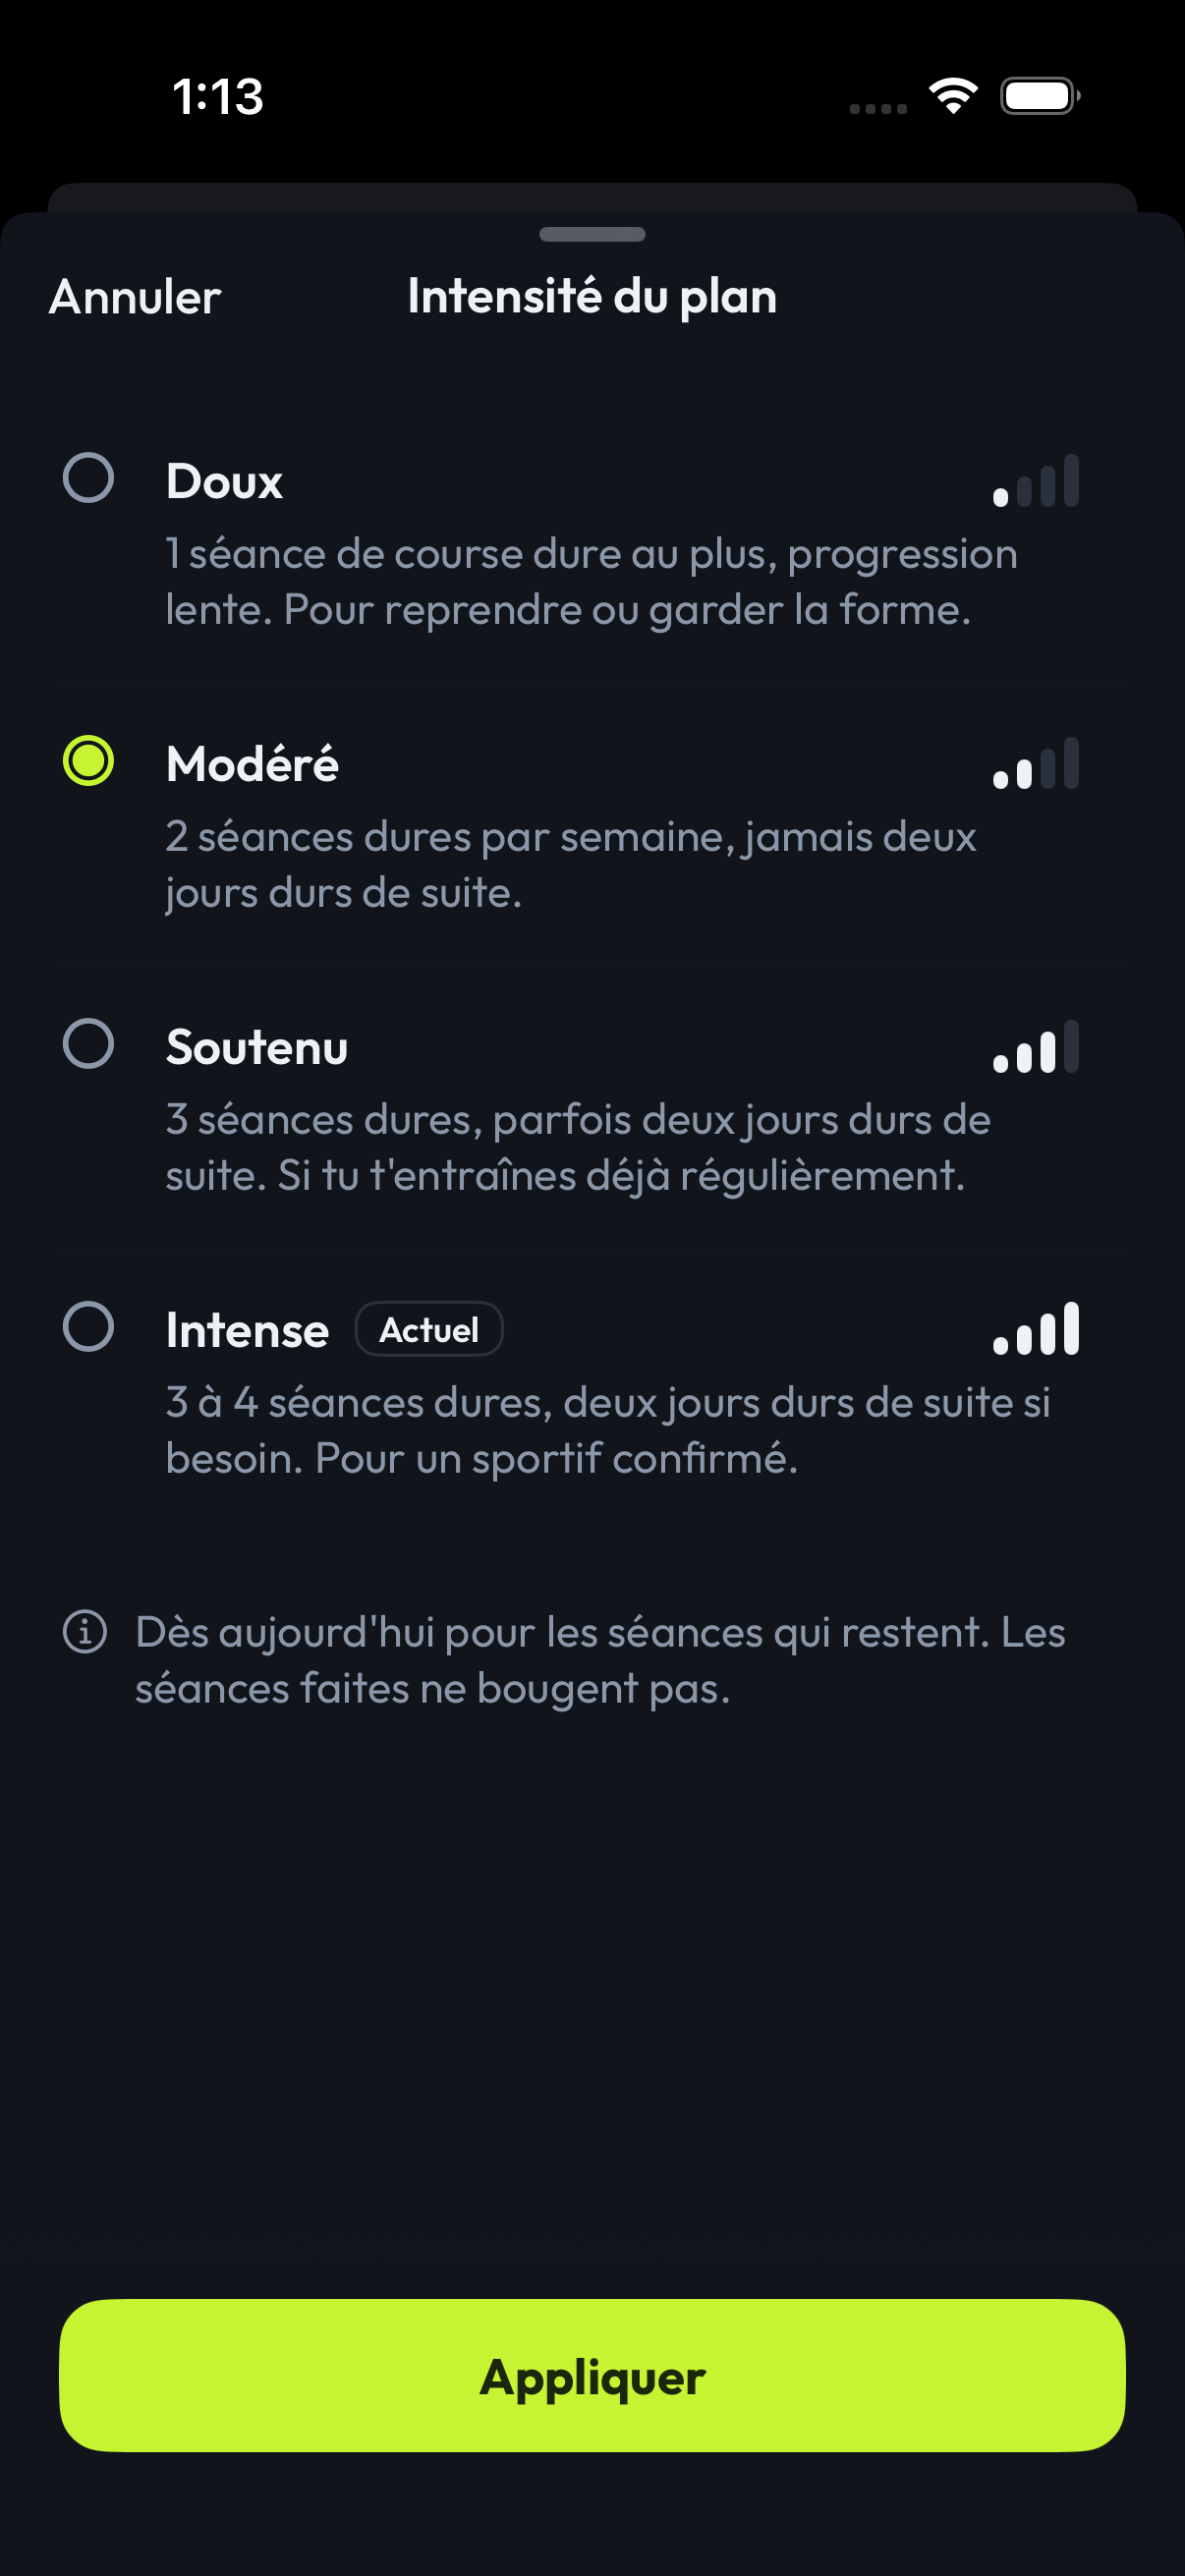 1:13
Annuler
Intensité du plan
Doux
1 séance de course dure au plus, progression
lente. Pour reprendre ou garder la forme.
Modéré
2 séances dures par semaine, jamais deux
jours durs de suite.
Soutenu
3 séances dures, parfois deux jours durs de
suite. Si tu t'entraînes déjà régulièrement.
Intense Actuel
3 à 4 séances dures, deux jours durs de suite si
besoin. Pour un sportif confirmé.
Dès aujourd'hui pour les séances qui restent. Les
séances faites ne bougent pas.
Appliquer